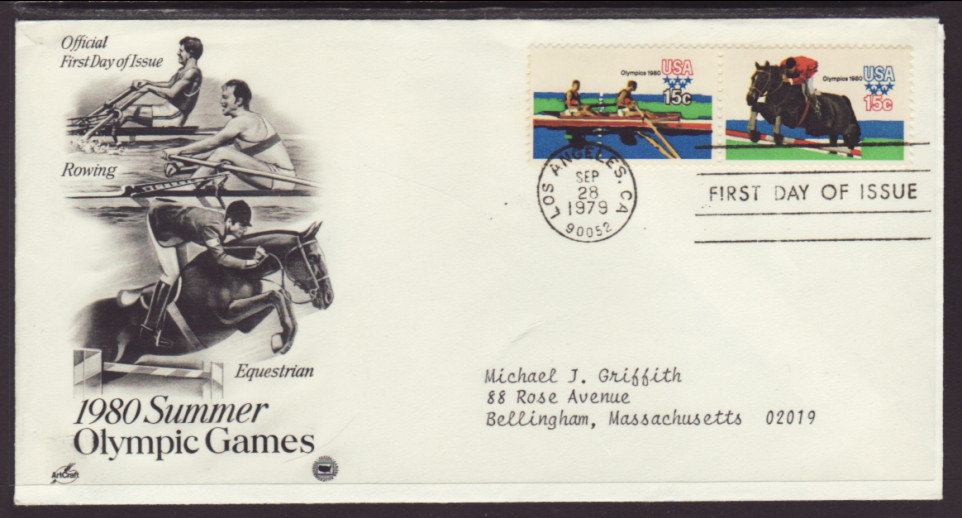 Official
First Day of Issue
Rowing
Equestrian
1980 Summer
Olympic Games
ArtCraft
Olympics 1980
USA
15c
Olympics 1980
USA
15c
LOS ANGELES, CA
SEP
28
1979
90052
FIRST DAY OF ISSUE
Michael J. Griffith
88 Rose Avenue
Bellingham, Massachusetts 02019